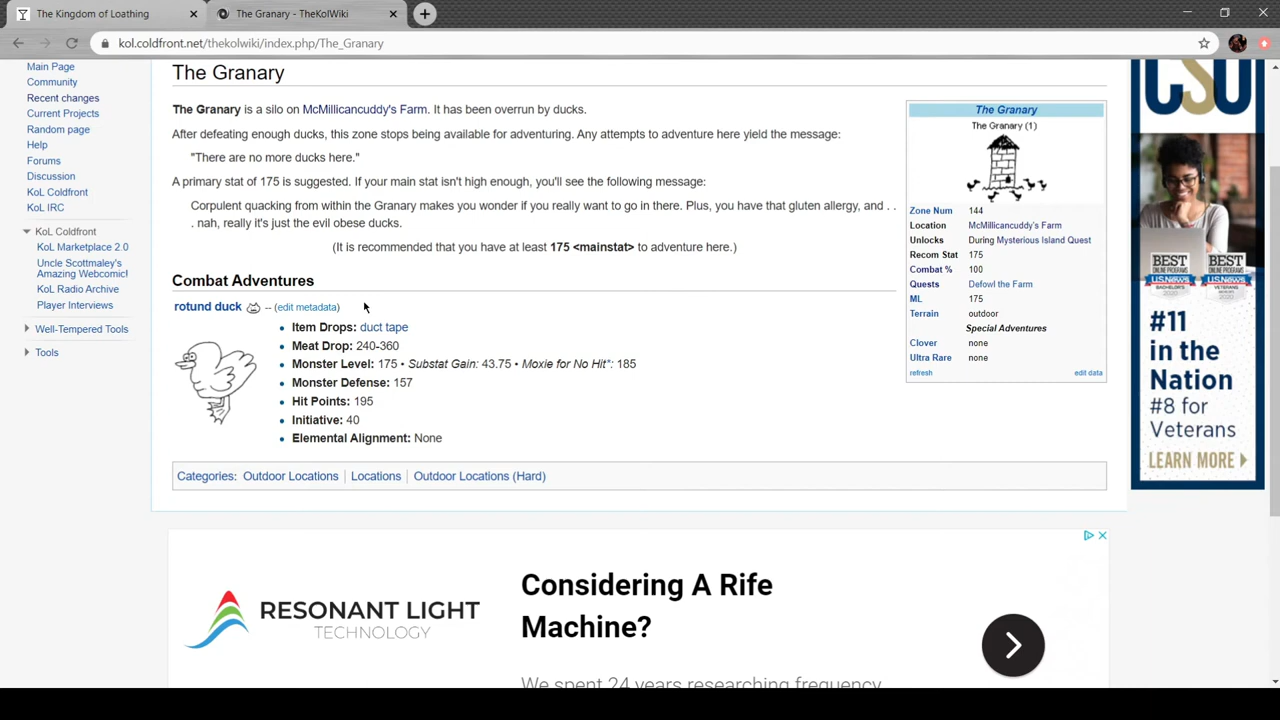 The Kingdom of Loathing
The Granary - TheKolWiki
kol.coldfront.net/thekolwiki/index.php/The_Granary
Main Page
Community
Recent changes
Current Projects
Random page
Help
Forums
Discussion
KoL Coldfront
KoL IRC
KoL Coldfront
KoL Marketplace 2.0
Uncle Scottmaley's
Amazing Webcomic!
KoL Radio Archive
Player Interviews
Well-Tempered Tools
Tools
The Granary
The Granary is a silo on McMillicancuddy's Farm. It has been overrun by ducks.
After defeating enough ducks, this zone stops being available for adventuring. Any attempts to adventure here yield the message:
"There are no more ducks here."
A primary stat of 175 is suggested. If your main stat isn't high enough, you'll see the following message:
Corpulent quacking from within the Granary makes you wonder if you really want to go in there. Plus, you have that gluten allergy, and . .
. nah, really it's just the evil obese ducks.
(It is recommended that you have at least 175 <mainstat> to adventure here.)
Combat Adventures
rotund duck -- (edit metadata)
Item Drops: duct tape
Meat Drop: 240-360
Monster Level: 175 • Substat Gain: 43.75 • Moxie for No Hit*: 185
Monster Defense: 157
Hit Points: 195
Initiative: 40
Elemental Alignment: None
Categories: Outdoor Locations | Locations | Outdoor Locations (Hard)
The Granary
The Granary (1)
Zone Num 144
Location McMillicancuddy's Farm
Unlocks During Mysterious Island Quest
Recom Stat 175
Combat % 100
Quests Defowl the Farm
ML 175
Terrain outdoor
Special Adventures
Clover none
Ultra Rare none
refresh edit data
CSU
BEST BEST
U.S.News U.S.News
#11
in the
Nation
#8 for
Veterans
LEARN MORE
RESONANT LIGHT
TECHNOLOGY
Considering A Rife
Machine?
We spent 24 years researching frequency